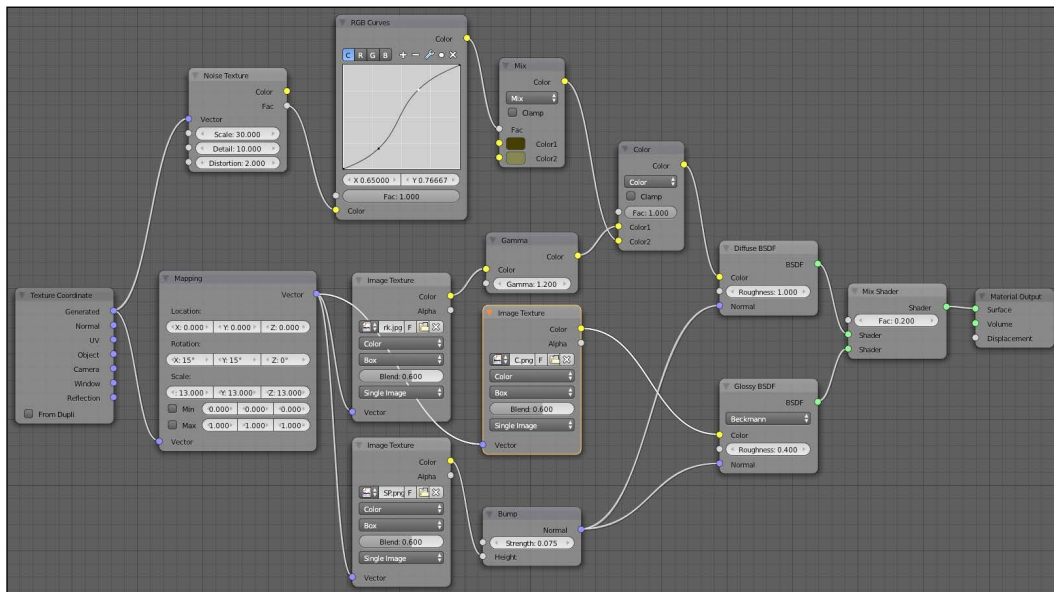 RGB Curves
Color
C R G B
X 0.65000 Y 0.76667
Fac: 1.000
Color
Noise Texture
Color
Fac
Vector
Scale: 30.000
Detail: 10.000
Distortion: 2.000
Mix
Color
Mix
Clamp
Fac
Color1
Color2
Color
Color
Color
Clamp
Fac: 1.000
Color1
Color2
Gamma
Color
Color
Gamma: 1.200
Texture Coordinate
Generated
Normal
UV
Object
Camera
Window
Reflection
From Dupli
Mapping
Vector
Location:
X: 0.000 Y: 0.000 Z: 0.000
Rotation:
X: 15° Y: 15° Z: 0°
Scale:
: 13.000 Y: 13.000 Z: 13.000
Min 0.000 0.000 0.000
Max 1.000 1.000 1.000
Vector
Image Texture
Color
Alpha
rk.jpg F
Color
Box
Blend: 0.600
Single Image
Vector
Image Texture
Color
Alpha
C.png F
Color
Box
Blend: 0.600
Single Image
Vector
Image Texture
Color
Alpha
SP.png F
Color
Box
Blend: 0.600
Single Image
Vector
Bump
Normal
Strength: 0.075
Height
Diffuse BSDF
BSDF
Color
Roughness: 1.000
Normal
Glossy BSDF
BSDF
Beckmann
Color
Roughness: 0.400
Normal
Mix Shader
Shader
Fac: 0.200
Shader
Shader
Material Output
Surface
Volume
Displacement